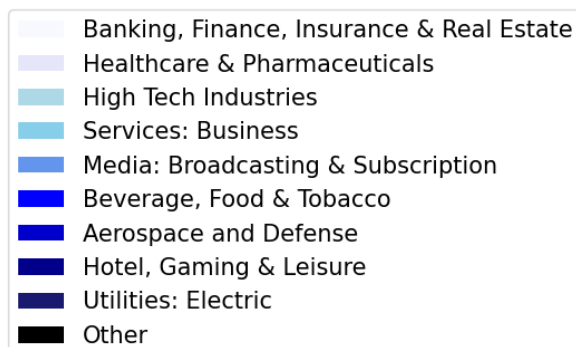 Banking, Finance, Insurance & Real Estate
Healthcare & Pharmaceuticals
High Tech Industries
Services: Business
Media: Broadcasting & Subscription
Beverage, Food & Tobacco
Aerospace and Defense
Hotel, Gaming & Leisure
Utilities: Electric
Other